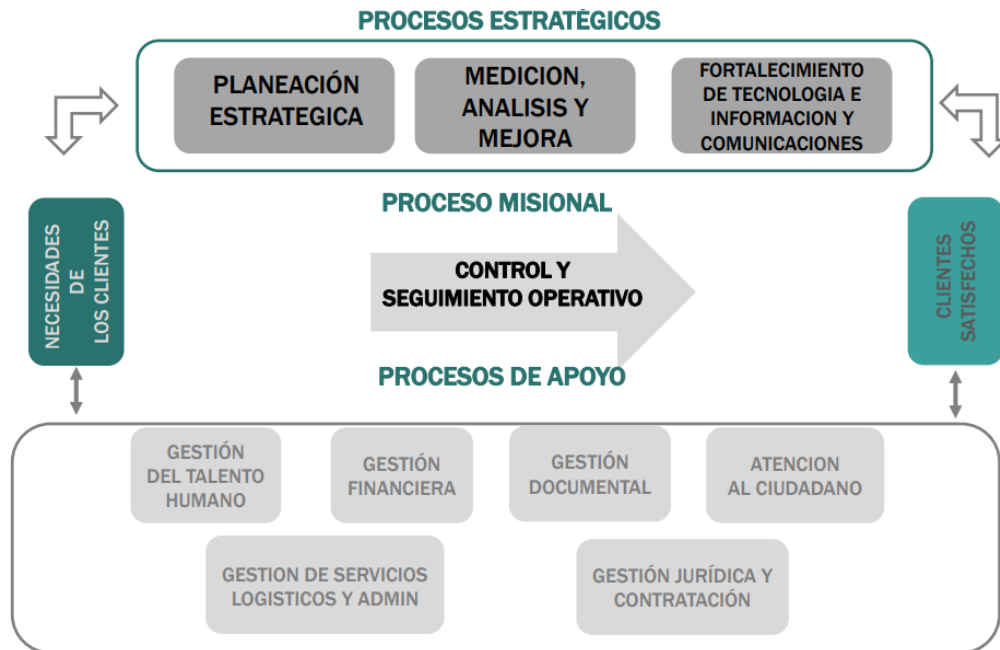 PROCESOS ESTRATÉGICOS
PLANEACIÓN
ESTRATEGICA
MEDICION,
ANALISIS Y
MEJORA
FORTALECIMIENTO
DE TECNOLOGIA E
INFORMACION Y
COMUNICACIONES
PROCESO MISIONAL
NECESIDADES
DE
LOS CLIENTES
CONTROL Y
SEGUIMIENTO OPERATIVO
CLIENTES
SATISFECHOS
PROCESOS DE APOYO
GESTIÓN
DEL TALENTO
HUMANO
GESTIÓN
FINANCIERA
GESTIÓN
DOCUMENTAL
ATENCION
AL CIUDADANO
GESTION DE SERVICIOS
LOGISTICOS Y ADMIN
GESTIÓN JURÍDICA Y
CONTRATACIÓN